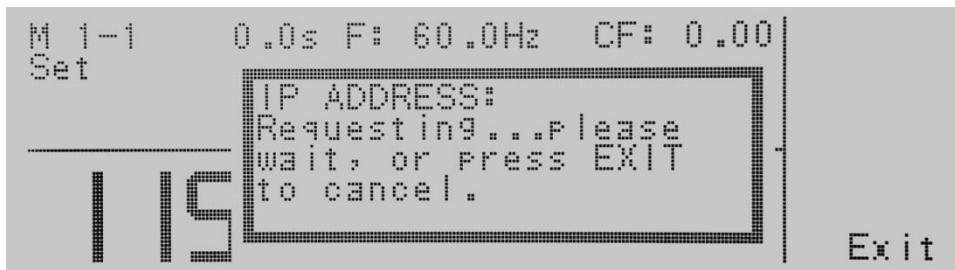 M 1-1 0.0s F: 60.0Hz CF: 0.00
Set
IP ADDRESS:
Requesting...please
wait, or press EXIT
to cancel.
Exit